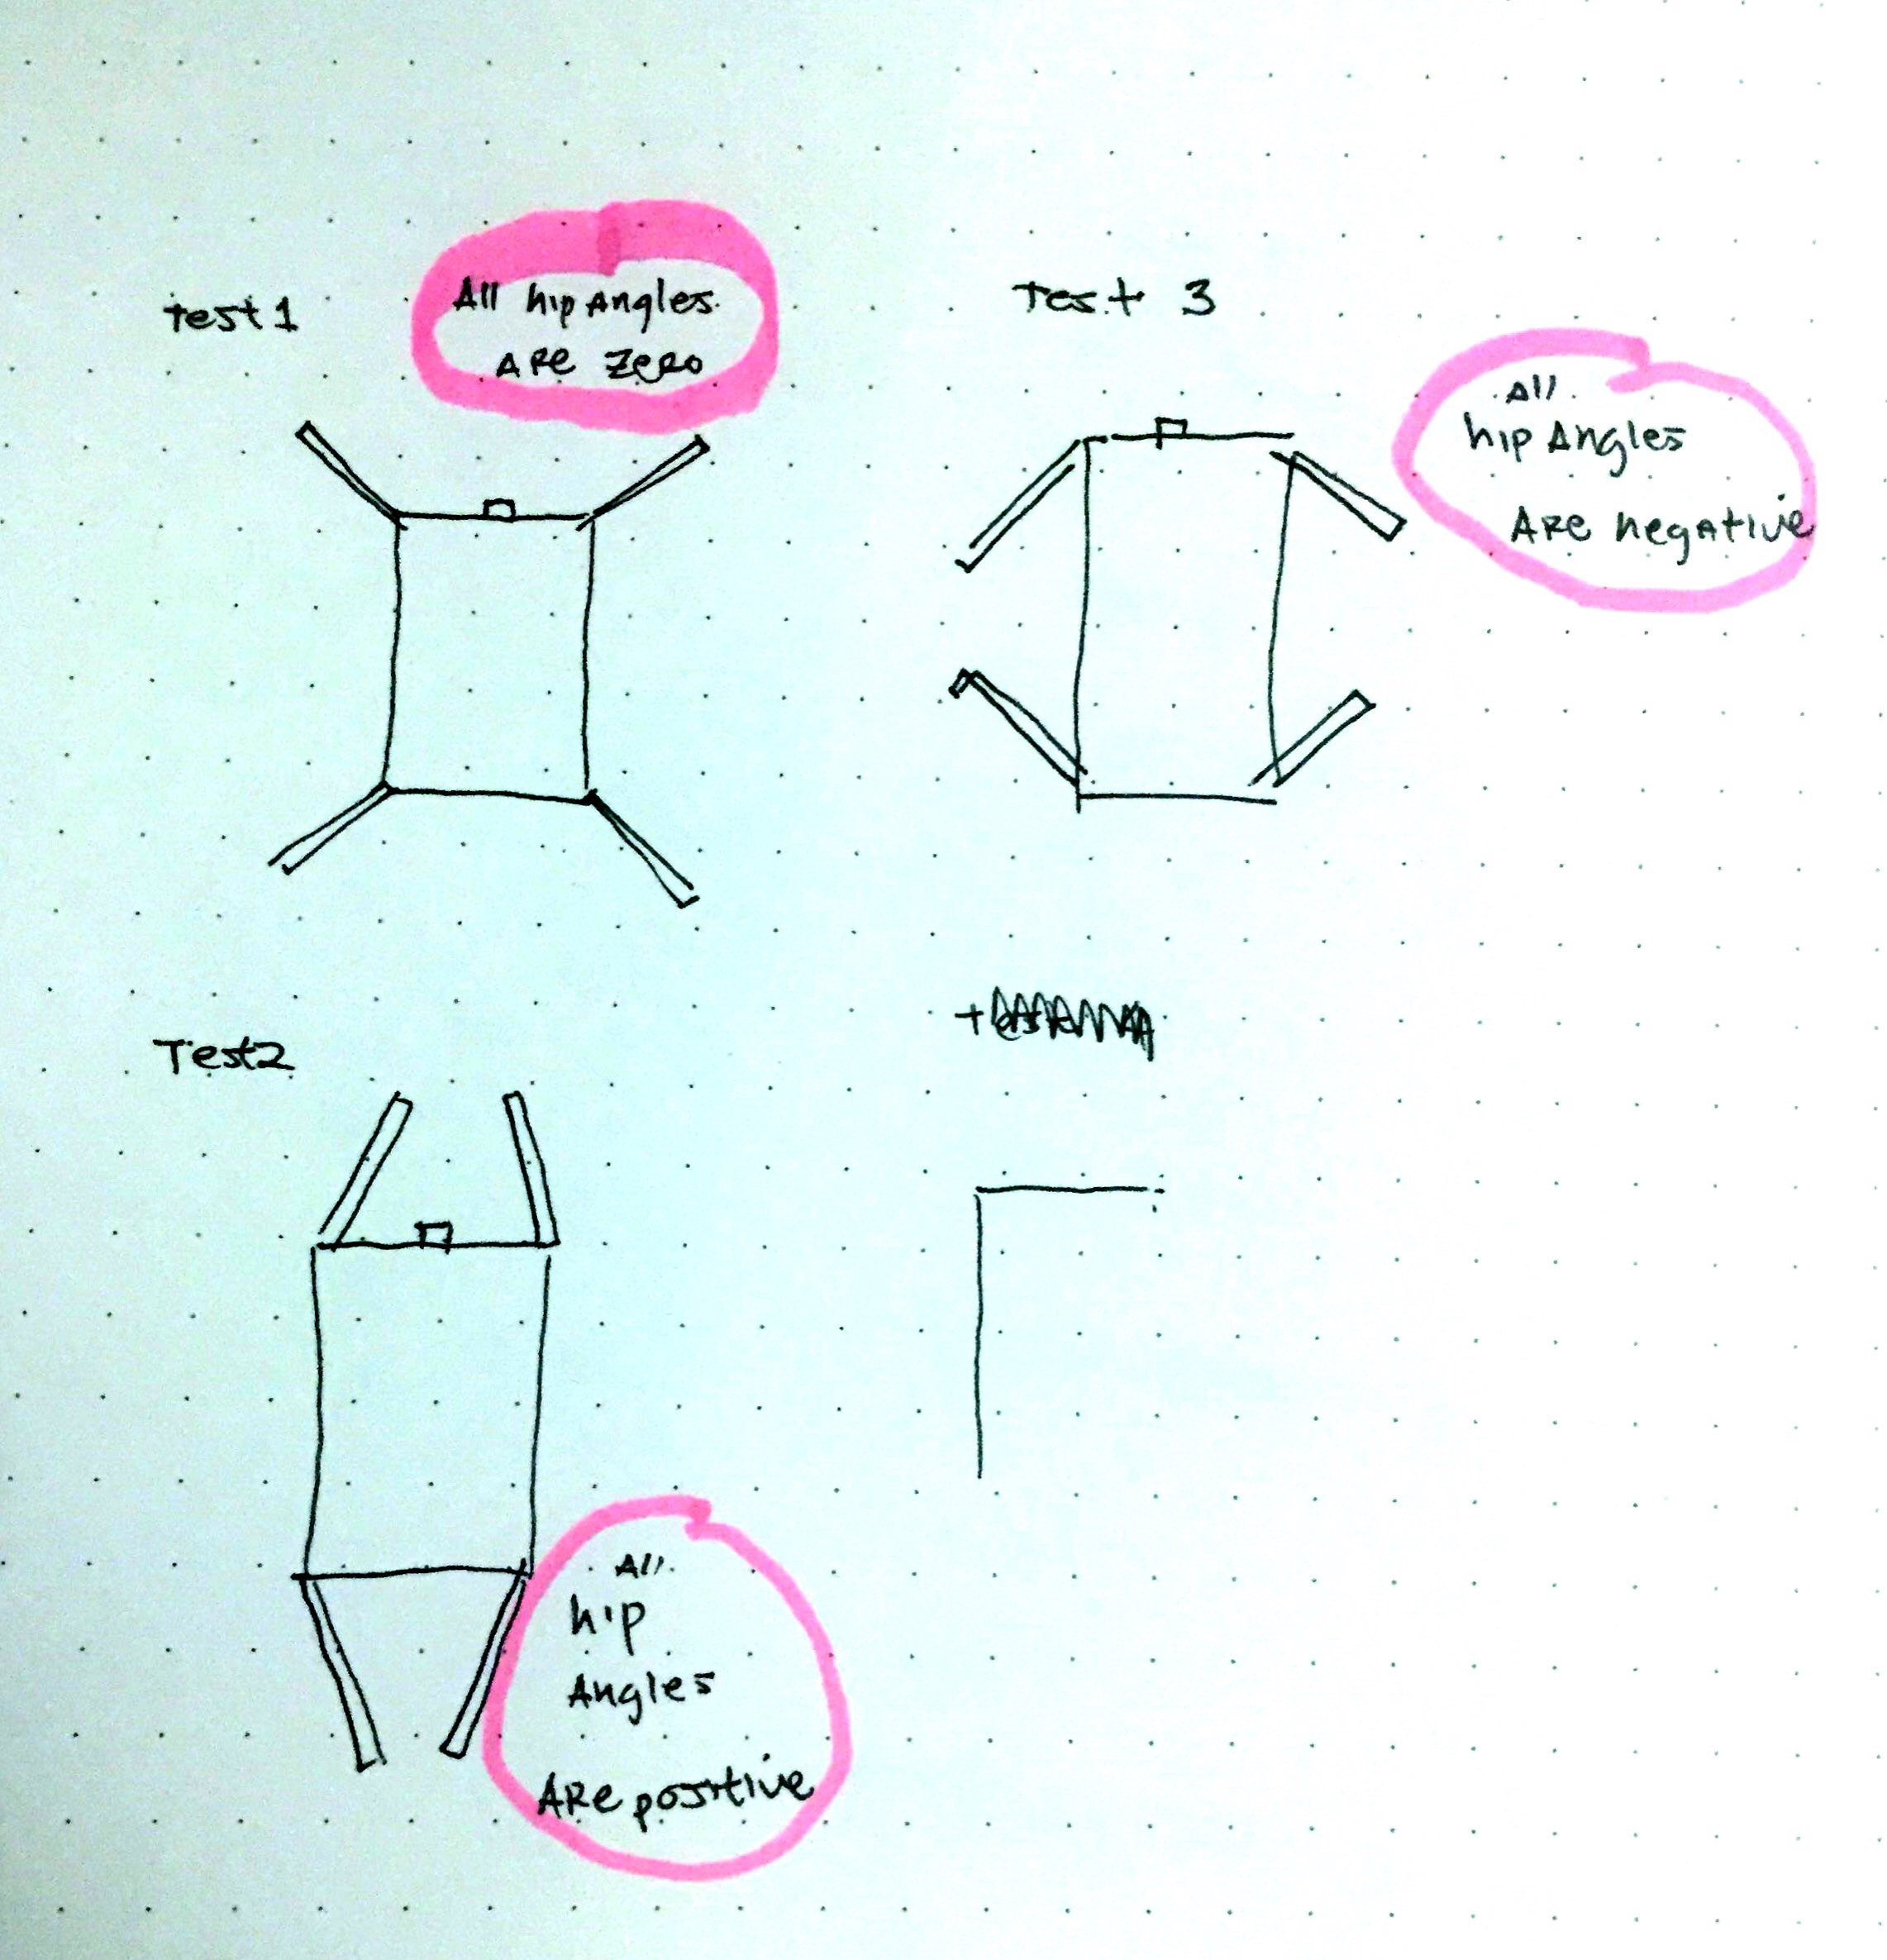 test 1
All hip Angles
ARe Zero
Test 3
All
hip Angles
ARe negative
Test2
All
hip
Angles
ARe positive